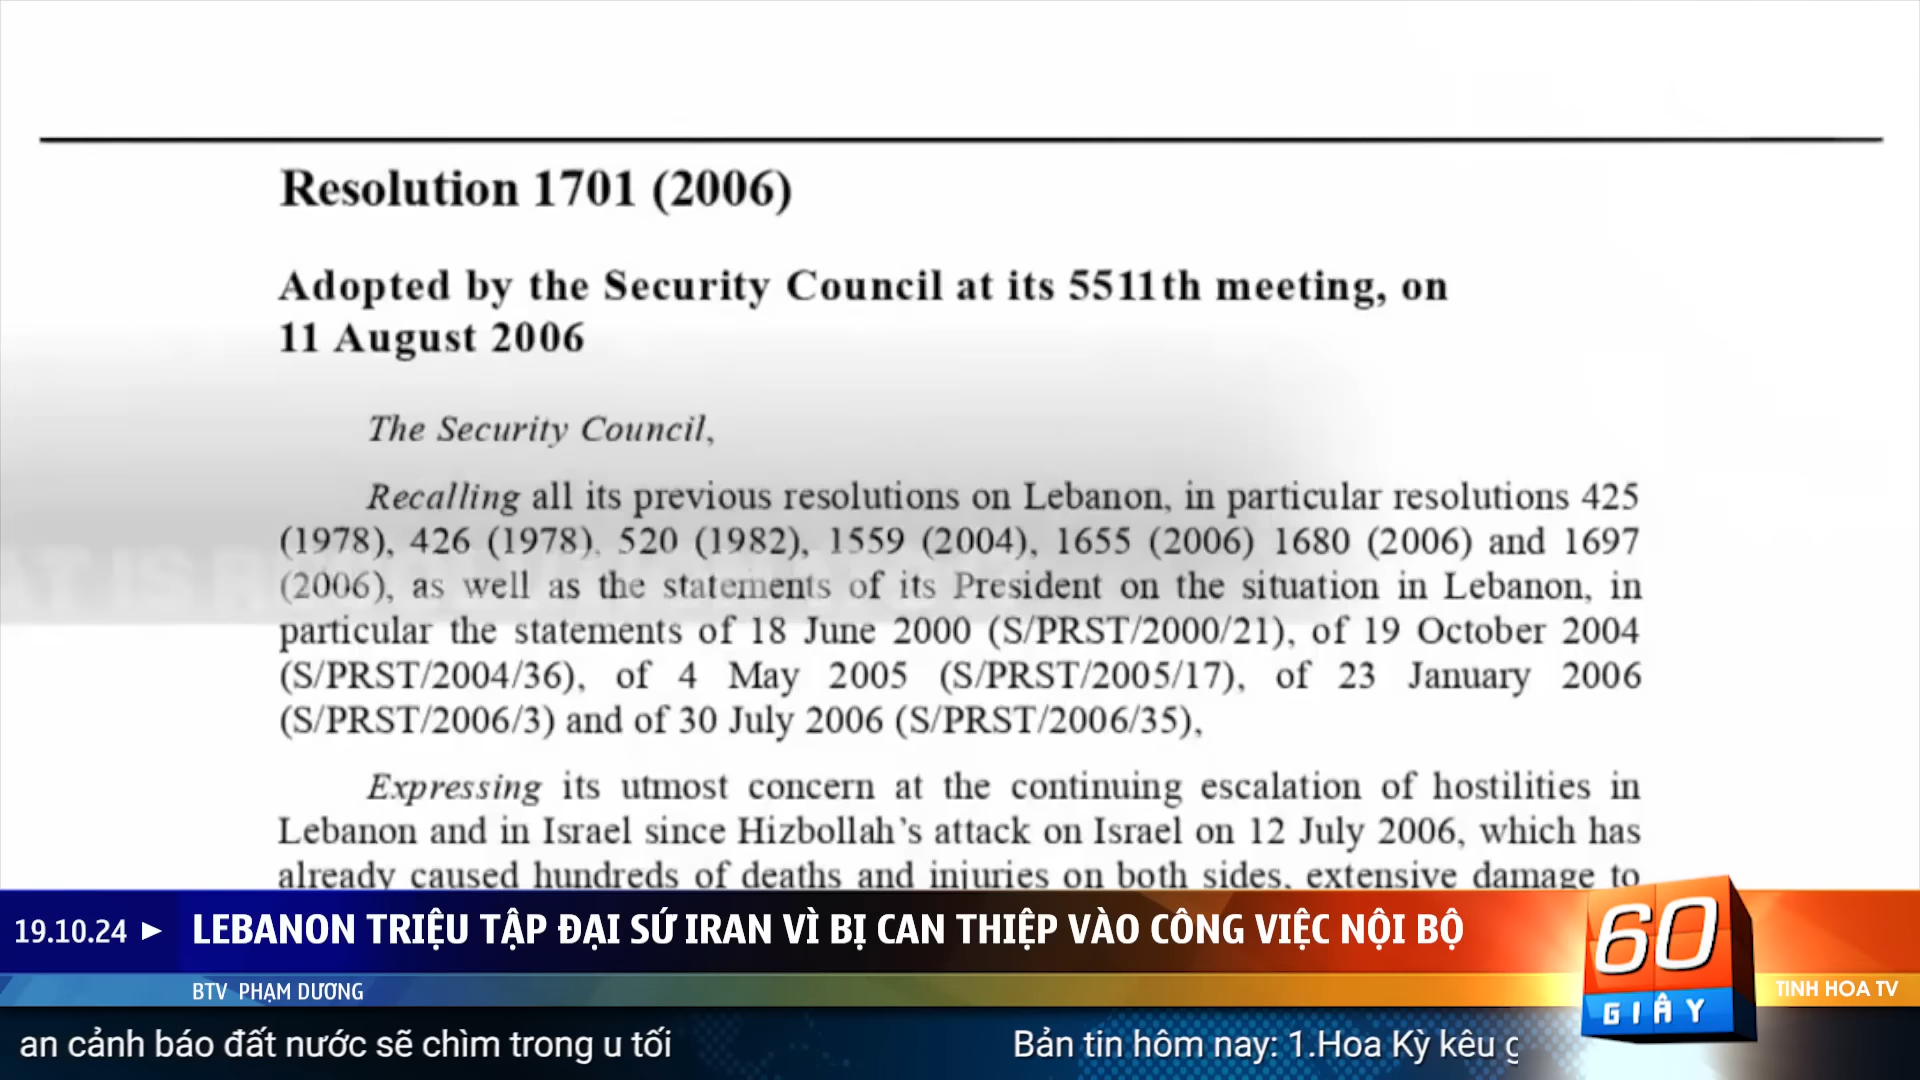 Resolution 1701 (2006)
Adopted by the Security Council at its 5511th meeting, on
11 August 2006
The Security Council,
Recalling all its previous resolutions on Lebanon, in particular resolutions 425
(1978), 426 (1978), 520 (1982), 1559 (2004), 1655 (2006) 1680 (2006) and 1697
(2006), as well as the statements of its President on the situation in Lebanon, in
particular the statements of 18 June 2000 (S/PRST/2000/21), of 19 October 2004
(S/PRST/2004/36), of 4 May 2005 (S/PRST/2005/17), of 23 January 2006
(S/PRST/2006/3) and of 30 July 2006 (S/PRST/2006/35),
Expressing its utmost concern at the continuing escalation of hostilities in
Lebanon and in Israel since Hizbollah's attack on Israel on 12 July 2006, which has
already caused hundreds of deaths and injuries on both sides, extensive damage to
19.10.24 ► LEBANON TRIỆU TẬP ĐẠI SỨ IRAN VÌ BỊ CAN THIỆP VÀO CÔNG VIỆC NỘI BỘ
BTV PHẠM DƯƠNG
60
GIÂY
TINH HOA TV
an cảnh báo đất nước sẽ chìm trong u tối Bản tin hôm nay: 1.Hoa Kỳ kêu